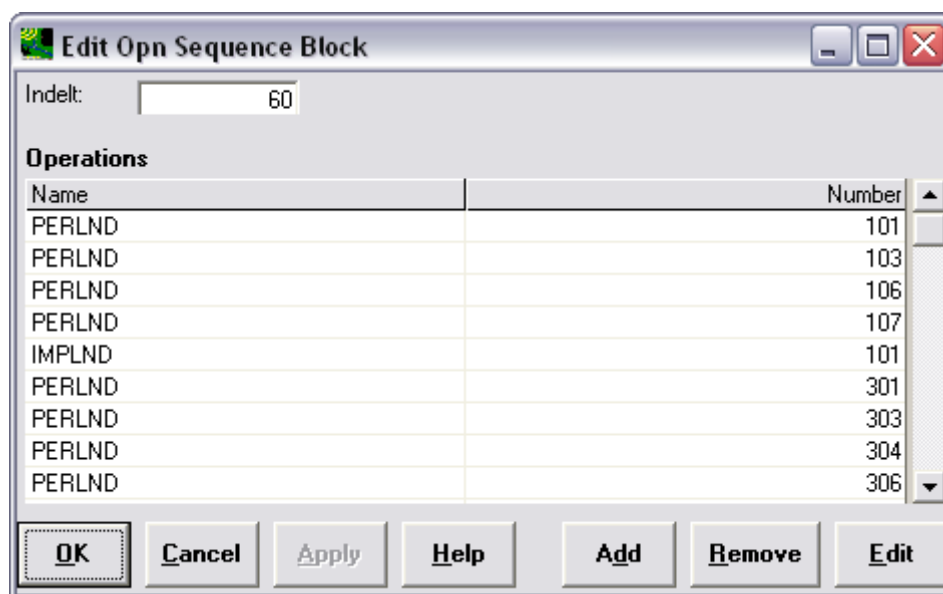 Edit Opn Sequence Block
Indelt: 60
Operations
Name Number
PERLND 101
PERLND 103
PERLND 106
PERLND 107
IMPLND 101
PERLND 301
PERLND 303
PERLND 304
PERLND 306
OK Cancel Apply Help Add Remove Edit